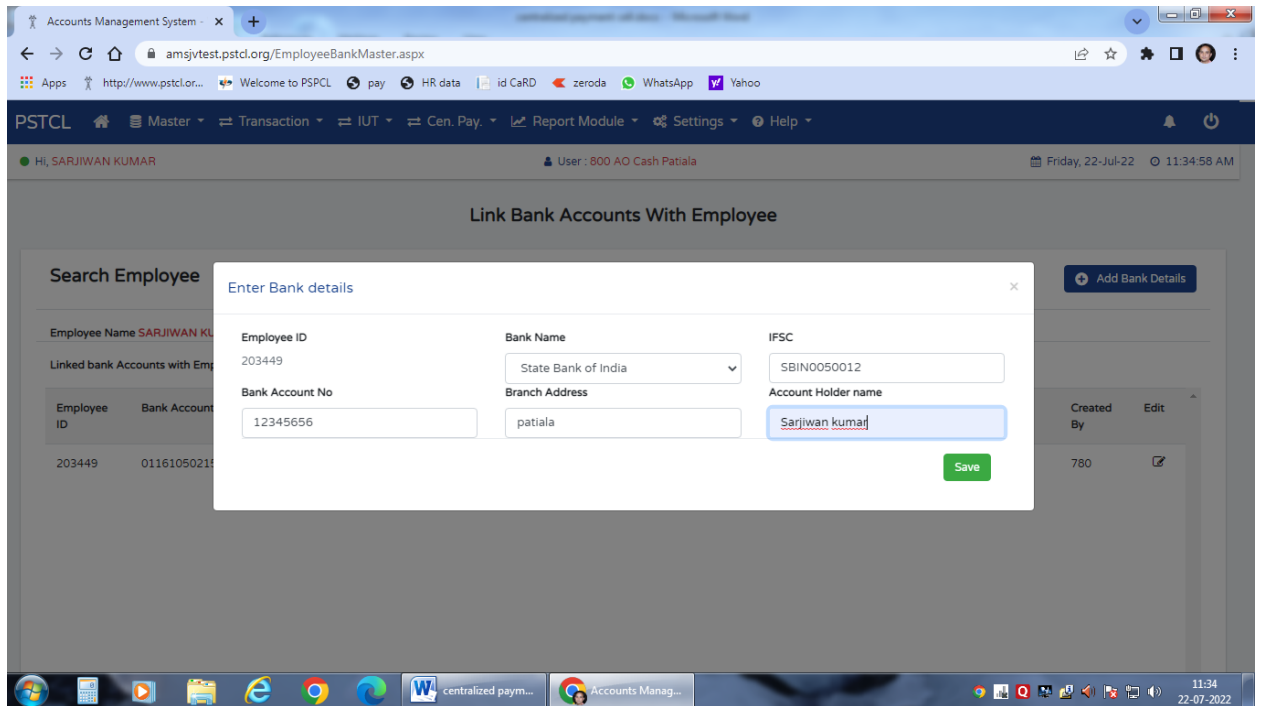 Accounts Management System -
centralized payment cell.docx - Microsoft Word
amsjvtest.pstcl.org/EmployeeBankMaster.aspx
Apps http://www.pstcl.or... Welcome to PSPCL pay HR data id CaRD zeroda WhatsApp Yahoo
PSTCL Master Transaction IUT Cen. Pay. Report Module Settings Help
Hi, SARJIWAN KUMAR User : 800 AO Cash Patiala Friday, 22-Jul-22 11:34:58 AM
Link Bank Accounts With Employee
Search Employee
Add Bank Details
Enter Bank details
Employee Name SARJIWAN KU
Employee ID Bank Name IFSC
203449 State Bank of India SBIN0050012
Linked bank Accounts with Emp
Bank Account No Branch Address Account Holder name
12345656 patiala Sarjiwan kumar
Employee ID Bank Account Created By Edit
203449 01161050215 780
Save
centralized paym... Accounts Manag...
11:34
22-07-2022